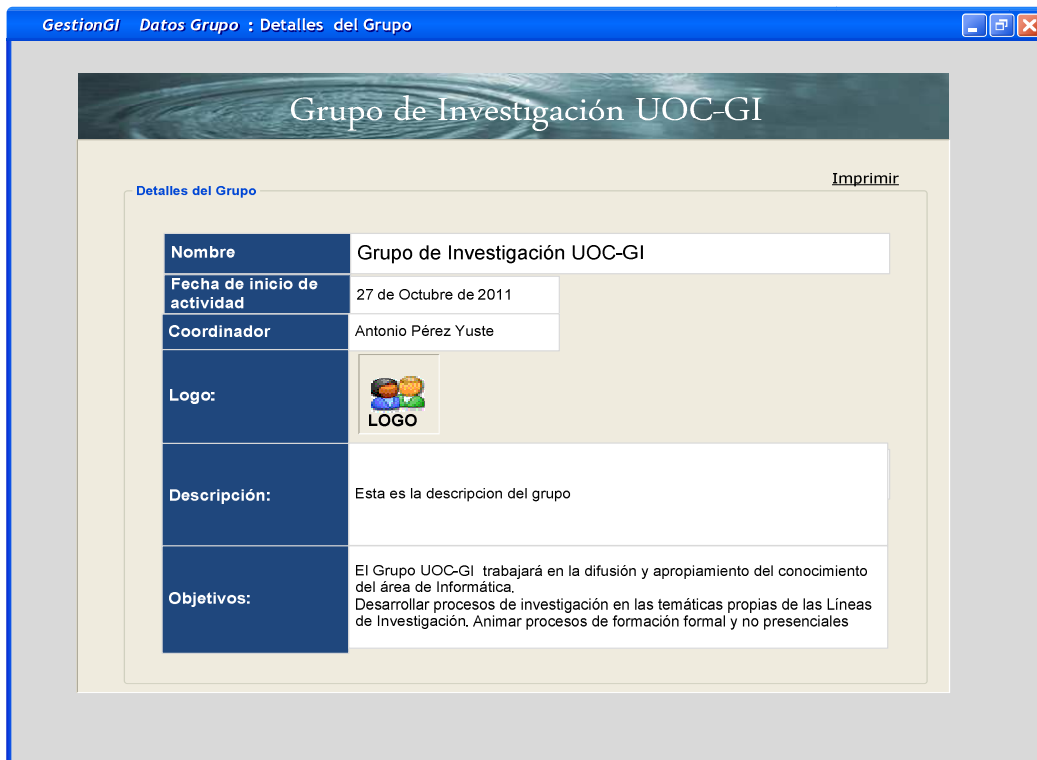 GestionGI Datos Grupo : Detalles del Grupo
Grupo de Investigación UOC-GI
Imprimir
Detalles del Grupo
Nombre
Grupo de Investigación UOC-GI
Fecha de inicio de
actividad
27 de Octubre de 2011
Coordinador
Antonio Pérez Yuste
Logo:
LOGO
Descripción:
Esta es la descripcion del grupo
Objetivos:
El Grupo UOC-GI trabajará en la difusión y apropiamiento del conocimiento
del área de Informática.
Desarrollar procesos de investigación en las temáticas propias de las Líneas
de Investigación. Animar procesos de formación formal y no presenciales